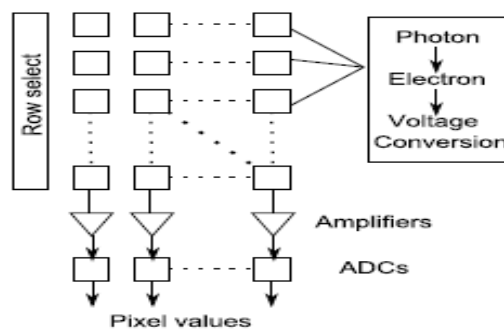 Row select
Photon
Electron
Voltage
Conversion
Amplifiers
ADCs
Pixel values